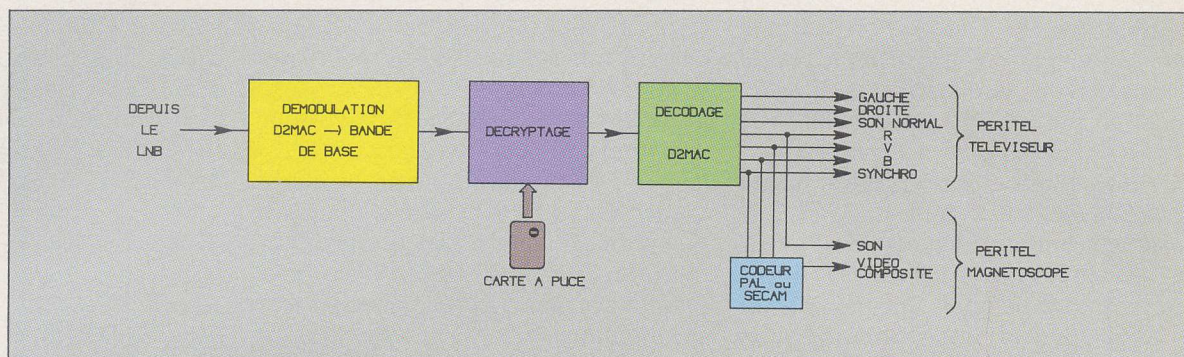 DEPUIS
LE
LNB
DEMODULATION
D2MAC → BANDE
DE BASE
DECRYPTAGE
CARTE A PUCE
DECODAGE
D2MAC
GAUCHE
DROITE
SON NORMAL
R
V
B
SYNCHRO
PERITEL
TELEVISEUR
CODEUR
PAL ou
SECAM
SON
VIDEO
COMPOSITE
PERITEL
MAGNETOSCOPE